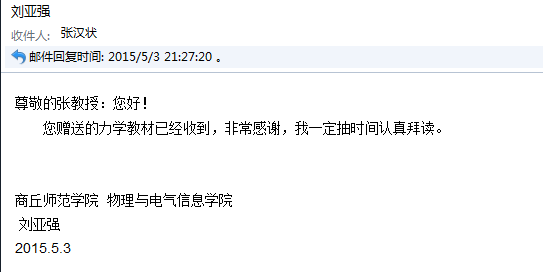 刘亚强
收件人: 张汉状
邮件回复时间: 2015/5/3 21:27:20 。
尊敬的张教授：您好！
您赠送的力学教材已经收到，非常感谢，我一定抽时间认真拜读。
商丘师范学院 物理与电气信息学院
刘亚强
2015.5.3